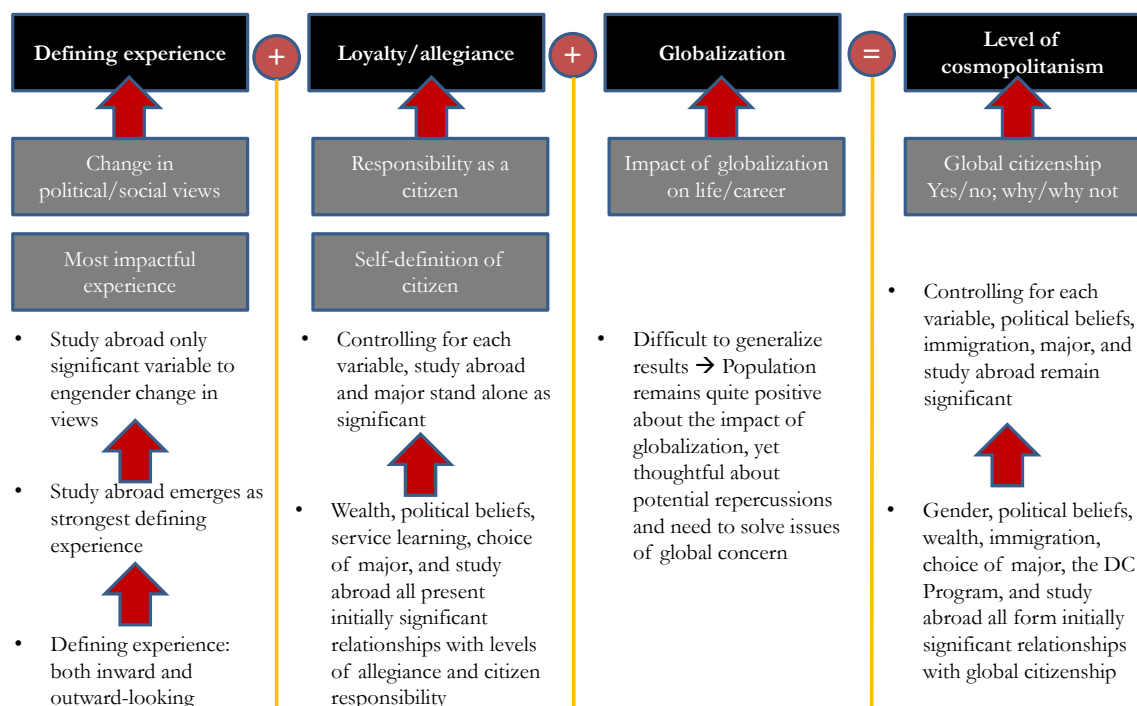 Defining experience
+
Loyalty/allegiance
+
Globalization
=
Level of
cosmopolitanism
Change in
political/social views
Most impactful
experience
• Study abroad only
significant variable to
engender change in
views
• Study abroad emerges as
strongest defining
experience
• Defining experience:
both inward and
outward-looking
Responsibility as a
citizen
Self-definition of
citizen
• Controlling for each
variable, study abroad
and major stand alone as
significant
• Wealth, political beliefs,
service learning, choice
of major, and study
abroad all present
initially significant
relationships with levels
of allegiance and citizen
responsibility
Impact of globalization
on life/career
• Difficult to generalize
results → Population
remains quite positive
about the impact of
globalization, yet
thoughtful about
potential repercussions
and need to solve issues
of global concern
Global citizenship
Yes/no; why/why not
• Controlling for each
variable, political beliefs,
immigration, major, and
study abroad remain
significant
• Gender, political beliefs,
wealth, immigration,
choice of major, the DC
Program, and study
abroad all form initially
significant relationships
with global citizenship